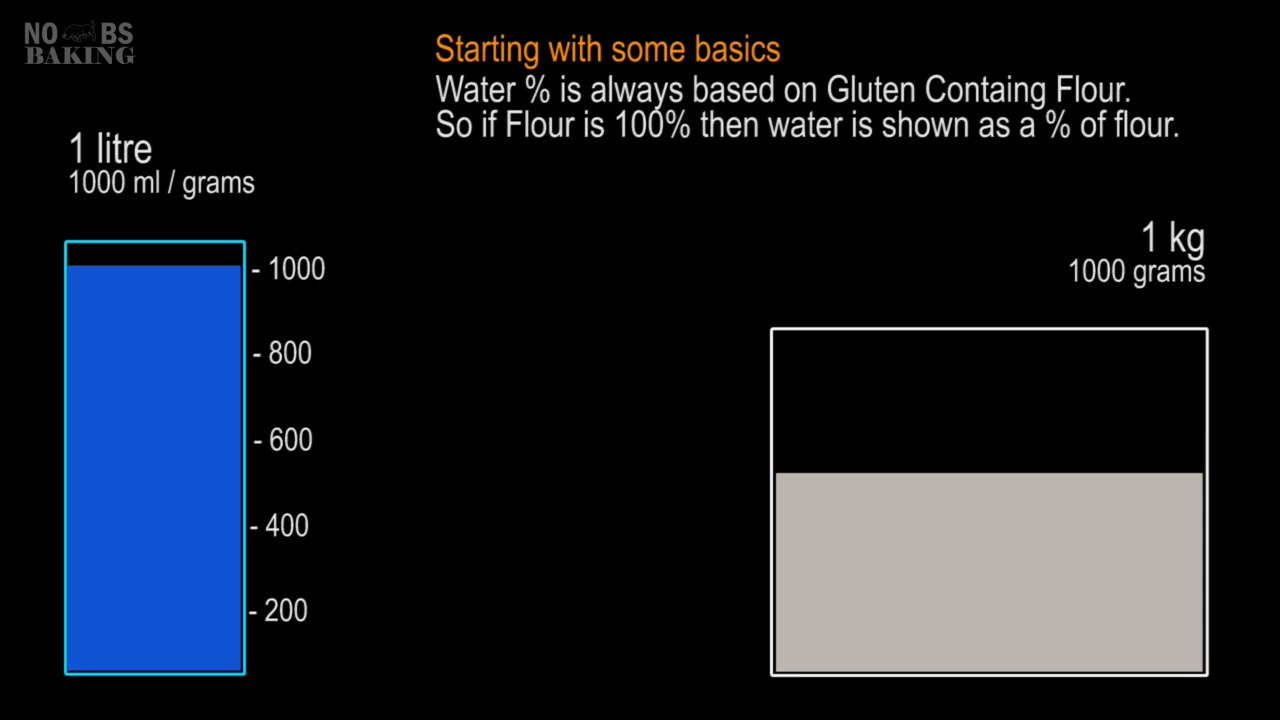 NO BS
BAKING
Starting with some basics
Water % is always based on Gluten Containg Flour.
So if Flour is 100% then water is shown as a % of flour.
1 litre
1000 ml / grams
- 1000
- 800
- 600
- 400
- 200
1 kg
1000 grams